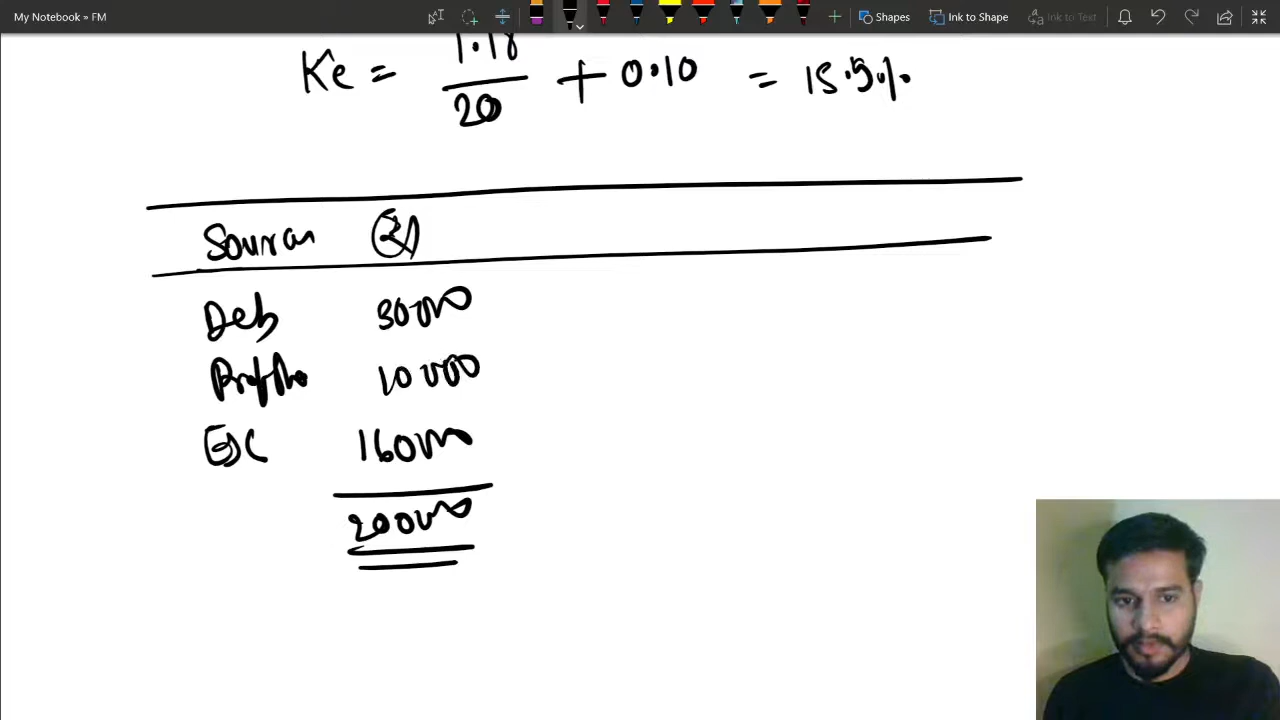 My Notebook » FM
Shapes Ink to Shape Ink to Text
Ke = 1.18/20 + 0.10 = 15.9%
(₹)
Deb 30000
10000
ESC 160000
200000